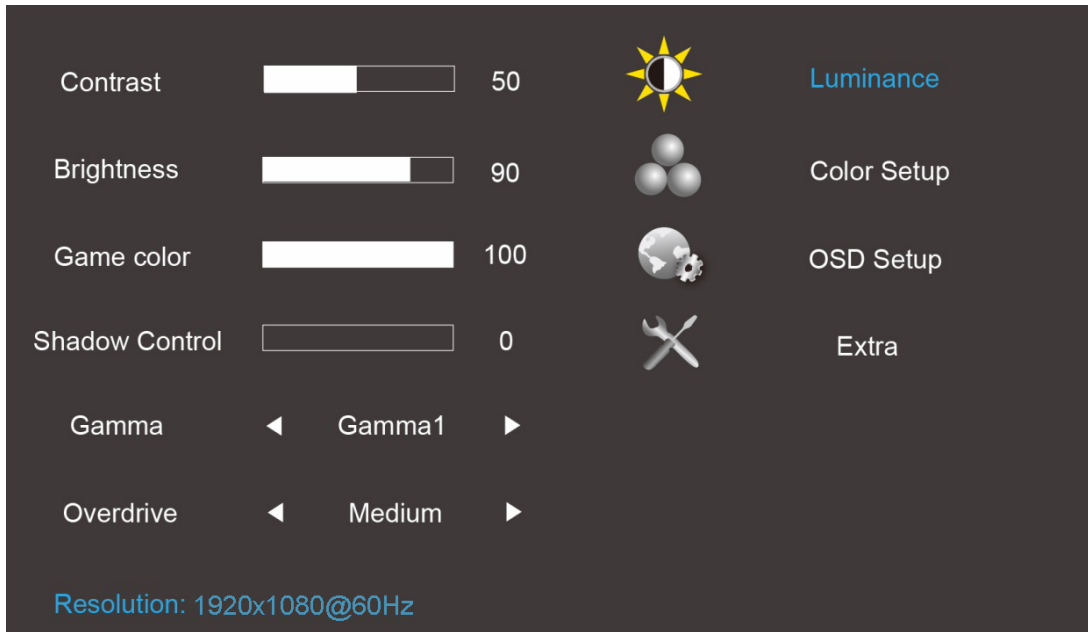 Contrast 50 Luminance
Brightness 90 Color Setup
Game color 100 OSD Setup
Shadow Control 0 Extra
Gamma Gamma1
Overdrive Medium
Resolution: 1920x1080@60Hz